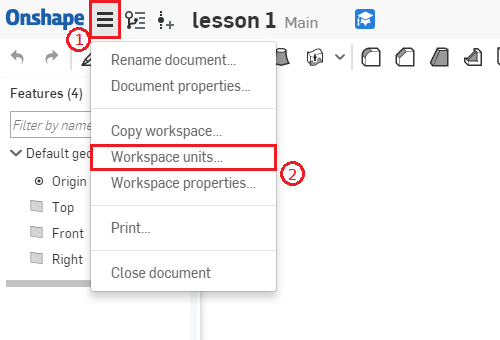 Onshape lesson 1 Main
1
Rename document...
Document properties...
Features (4)
Filter by name
Copy workspace...
Default geo
Workspace units...
2
Origin
Workspace properties...
Top
Print...
Front
Right
Close document